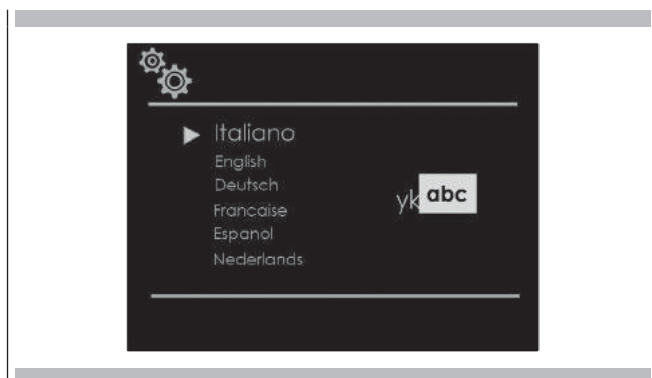 Italiano
English
Deutsch
Francaise
yk abc
Espanol
Nederlands